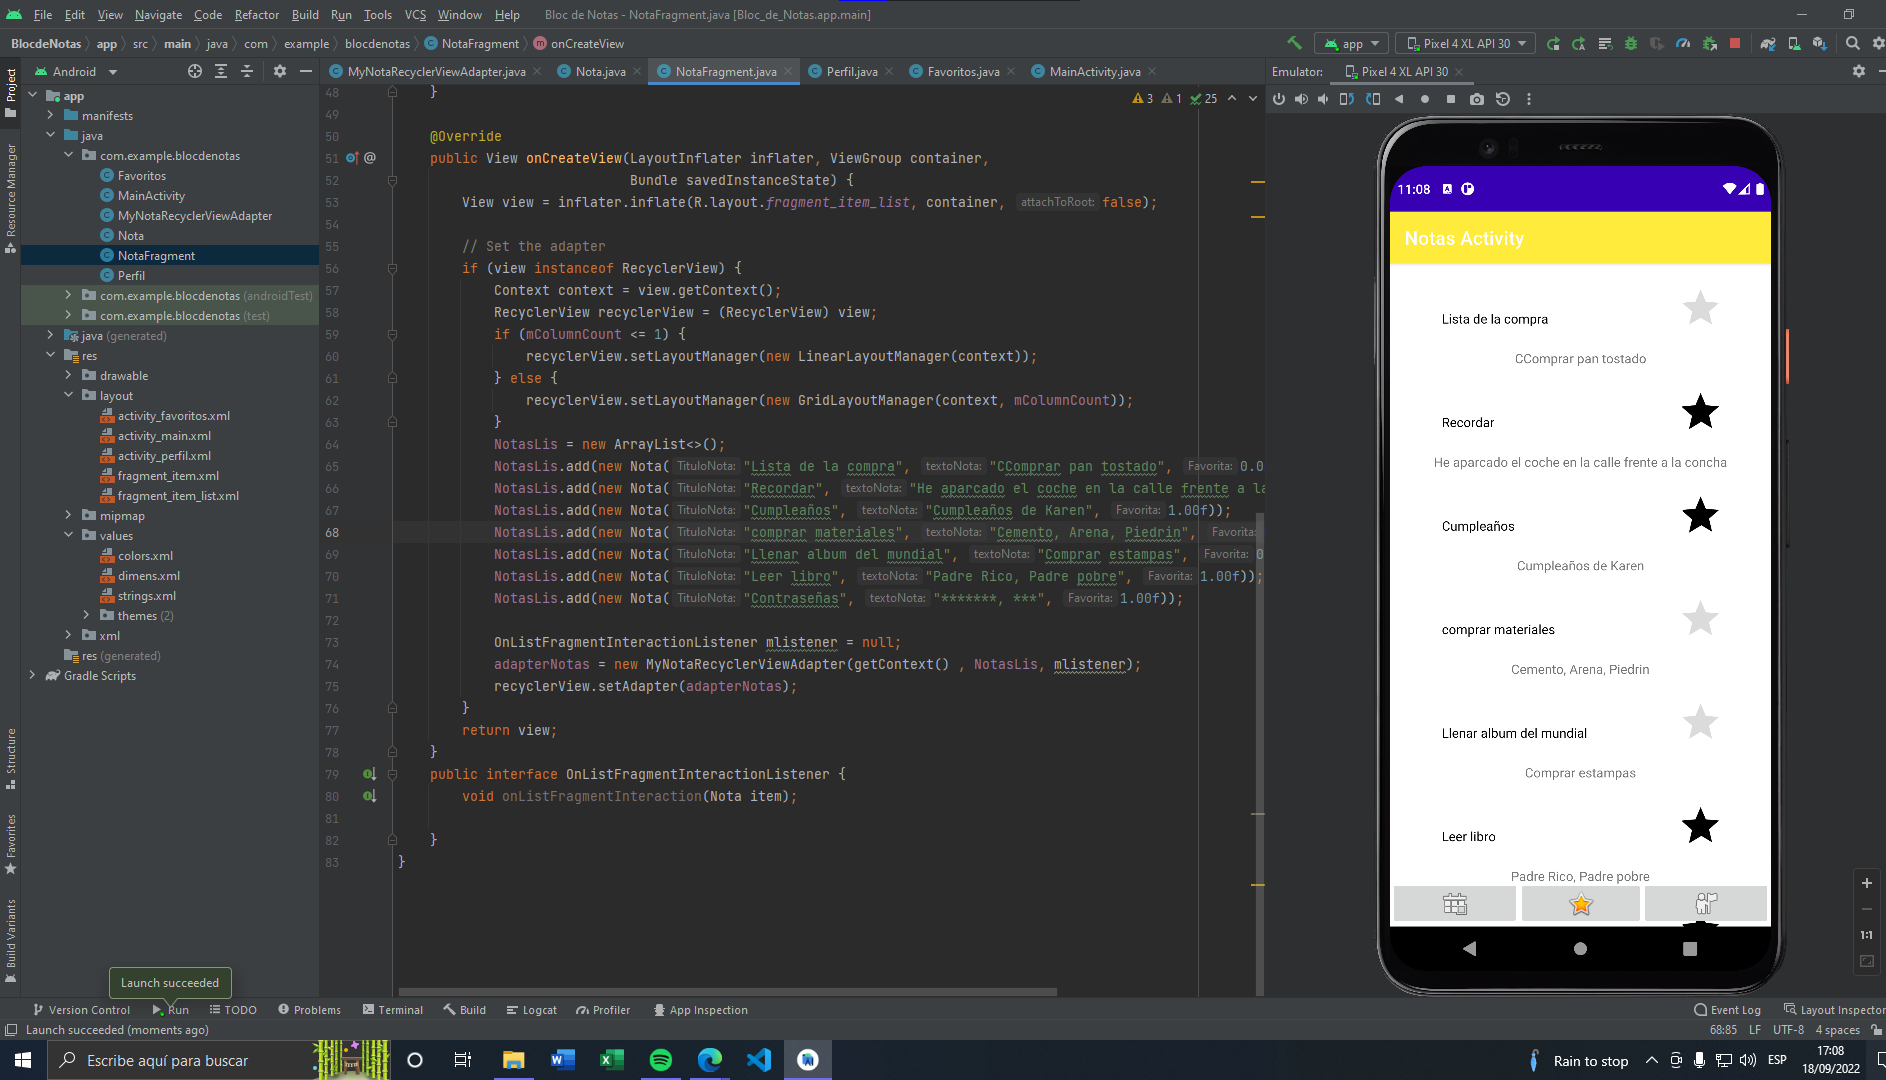 File Edit View Navigate Code Refactor Build Run Tools VCS Window Help Bloc de Notas - NotaFragment.java [Bloc_de_Notas.app.main]
BlocdeNotas app src main java com example blocdenotas NotaFragment onCreateView
app Pixel 4 XL API 30
Android
MyNotaRecyclerViewAdapter.java Nota.java NotaFragment.java Perfil.java Favoritos.java MainActivity.java
Emulator: Pixel 4 XL API 30
3 1 25
Project
Resource Manager
Structure
Favorites
Build Variants
app
manifests
java
com.example.blocdenotas
Favoritos
MainActivity
MyNotaRecyclerViewAdapter
Nota
NotaFragment
Perfil
com.example.blocdenotas (androidTest)
com.example.blocdenotas (test)
java (generated)
res
drawable
layout
activity_favoritos.xml
activity_main.xml
activity_perfil.xml
fragment_item.xml
fragment_item_list.xml
mipmap
values
colors.xml
dimens.xml
strings.xml
themes (2)
xml
res (generated)
Gradle Scripts
48 }
49
50 @Override
51 @ public View onCreateView(LayoutInflater inflater, ViewGroup container,
52 Bundle savedInstanceState) {
53 View view = inflater.inflate(R.layout.fragment_item_list, container, attachToRoot: false);
54
55 // Set the adapter
56 if (view instanceof RecyclerView) {
57 Context context = view.getContext();
58 RecyclerView recyclerView = (RecyclerView) view;
59 if (mColumnCount <= 1) {
60 recyclerView.setLayoutManager(new LinearLayoutManager(context));
61 } else {
62 recyclerView.setLayoutManager(new GridLayoutManager(context, mColumnCount));
63 }
64 NotasLis = new ArrayList<>();
65 NotasLis.add(new Nota( TituloNota: "Lista de la compra", textoNota: "CComprar pan tostado", Favorita: 0.0
66 NotasLis.add(new Nota( TituloNota: "Recordar", textoNota: "He aparcado el coche en la calle frente a la
67 NotasLis.add(new Nota( TituloNota: "Cumpleaños", textoNota: "Cumpleaños de Karen", Favorita: 1.00f));
68 NotasLis.add(new Nota( TituloNota: "comprar materiales", textoNota: "Cemento, Arena, Piedrin", Favorita:
69 NotasLis.add(new Nota( TituloNota: "Llenar album del mundial", textoNota: "Comprar estampas", Favorita: 0
70 NotasLis.add(new Nota( TituloNota: "Leer libro", textoNota: "Padre Rico, Padre pobre", Favorita: 1.00f));
71 NotasLis.add(new Nota( TituloNota: "Contraseñas", textoNota: "*******, ***", Favorita: 1.00f));
72
73 OnListFragmentInteractionListener mlistener = null;
74 adapterNotas = new MyNotaRecyclerViewAdapter(getContext() , NotasLis, mlistener);
75 recyclerView.setAdapter(adapterNotas);
76 }
77 return view;
78 }
79 public interface OnListFragmentInteractionListener {
80 void onListFragmentInteraction(Nota item);
81
82 }
83 }
11:08
Notas Activity
Lista de la compra
CComprar pan tostado
Recordar
He aparcado el coche en la calle frente a la concha
Cumpleaños
Cumpleaños de Karen
comprar materiales
Cemento, Arena, Piedrin
Llenar album del mundial
Comprar estampas
Leer libro
Padre Rico, Padre pobre
1:1
Launch succeeded
Version Control Run TODO Problems Terminal Build Logcat Profiler App Inspection Event Log Layout Inspector
Launch succeeded (moments ago) 68:85 LF UTF-8 4 spaces
Escribe aquí para buscar Rain to stop ESP 17:08
18/09/2022